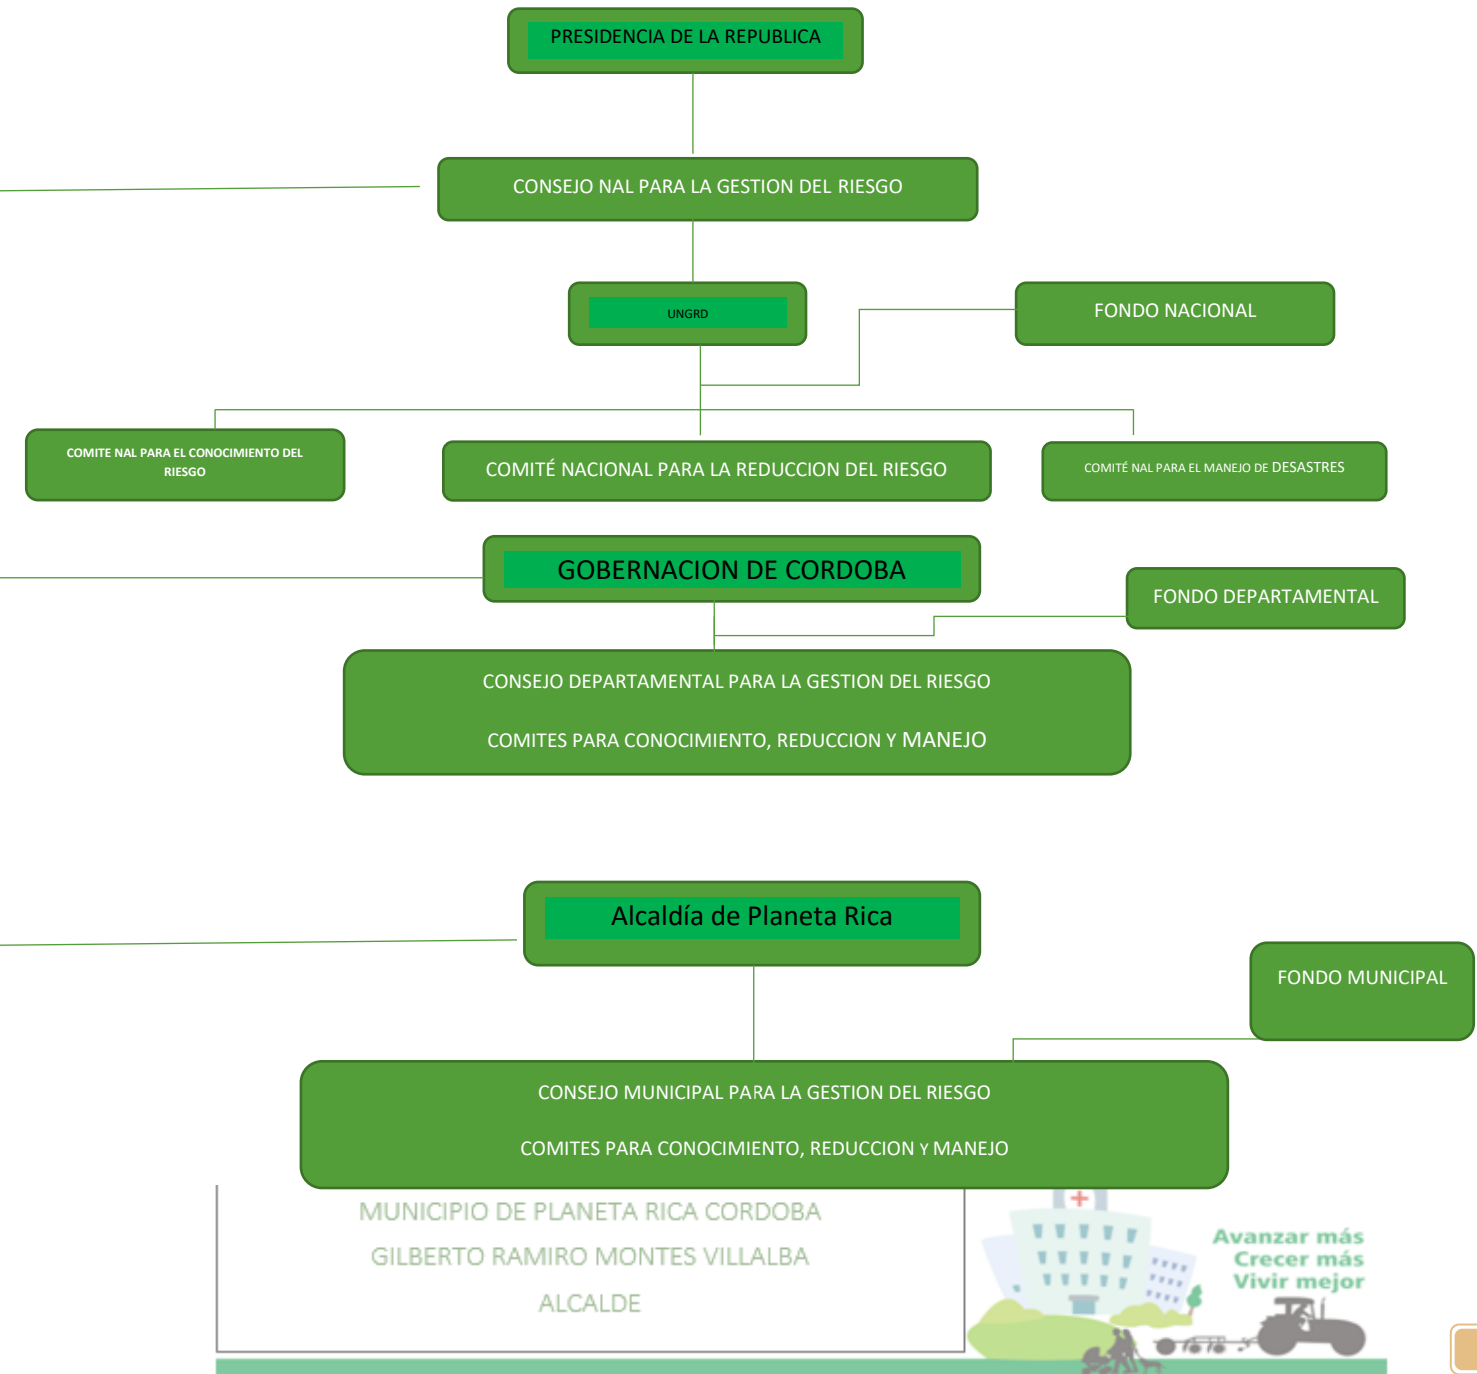 PRESIDENCIA DE LA REPUBLICA
CONSEJO NAL PARA LA GESTION DEL RIESGO
UNGRD
FONDO NACIONAL
COMITE NAL PARA EL CONOCIMIENTO DEL
RIESGO
COMITÉ NACIONAL PARA LA REDUCCION DEL RIESGO
COMITÉ NAL PARA EL MANEJO DE DESASTRES
GOBERNACION DE CORDOBA
FONDO DEPARTAMENTAL
CONSEJO DEPARTAMENTAL PARA LA GESTION DEL RIESGO
COMITES PARA CONOCIMIENTO, REDUCCION Y MANEJO
Alcaldía de Planeta Rica
FONDO MUNICIPAL
CONSEJO MUNICIPAL PARA LA GESTION DEL RIESGO
COMITES PARA CONOCIMIENTO, REDUCCION Y MANEJO
MUNICIPIO DE PLANETA RICA CORDOBA
GILBERTO RAMIRO MONTES VILLALBA
ALCALDE
Avanzar más
Crecer más
Vivir mejor